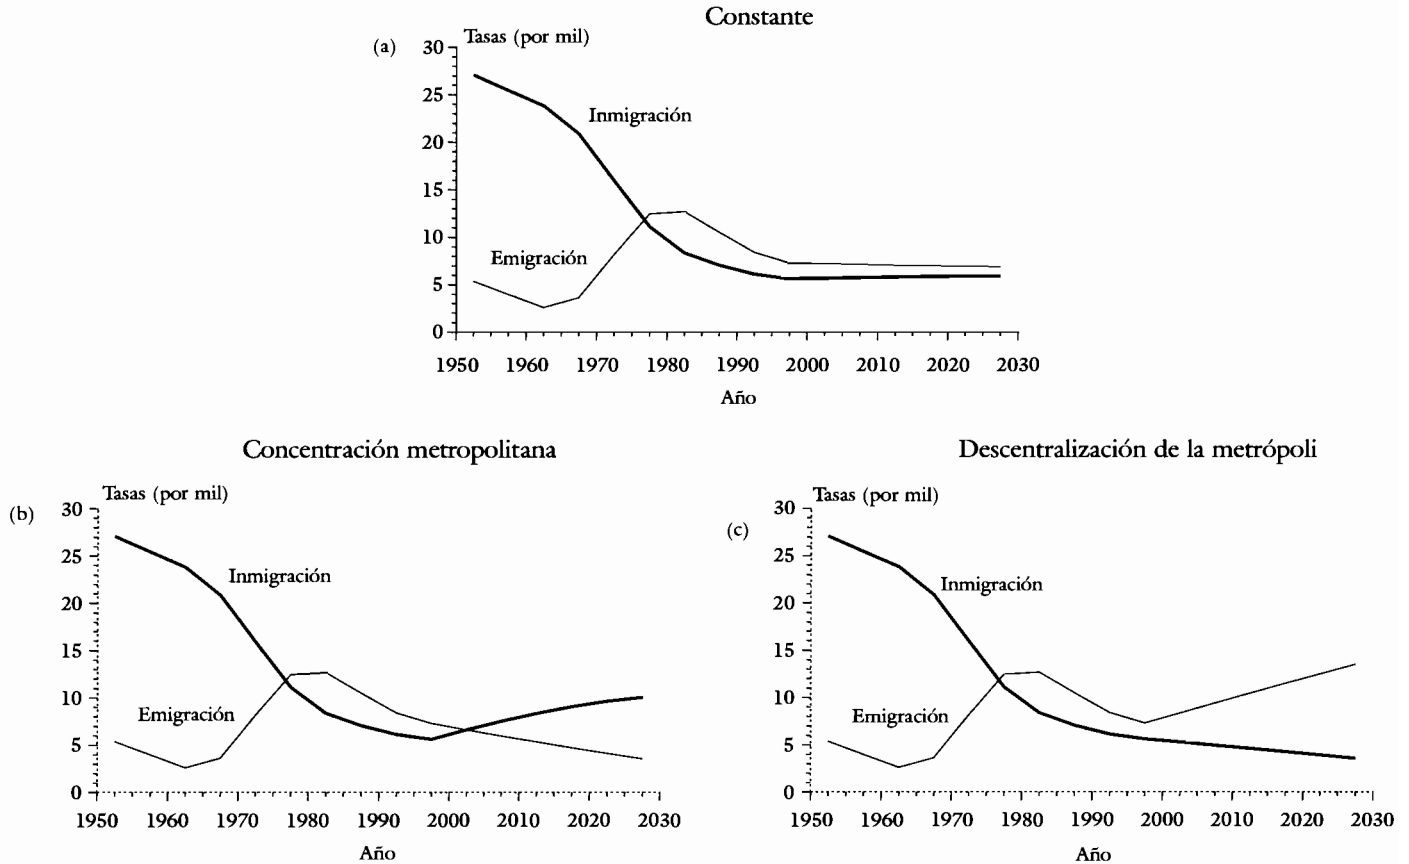 Constante
(a)
Tasas (por mil)
30
25
20
15
10
5
0
Inmigración
Emigración
1950 1960 1970 1980 1990 2000 2010 2020 2030
Año
Concentración metropolitana
(b)
Tasas (por mil)
30
25
20
15
10
5
0
Inmigración
Emigración
1950 1960 1970 1980 1990 2000 2010 2020 2030
Año
Descentralización de la metrópoli
(c)
Tasas (por mil)
30
25
20
15
10
5
0
Inmigración
Emigración
1950 1960 1970 1980 1990 2000 2010 2020 2030
Año